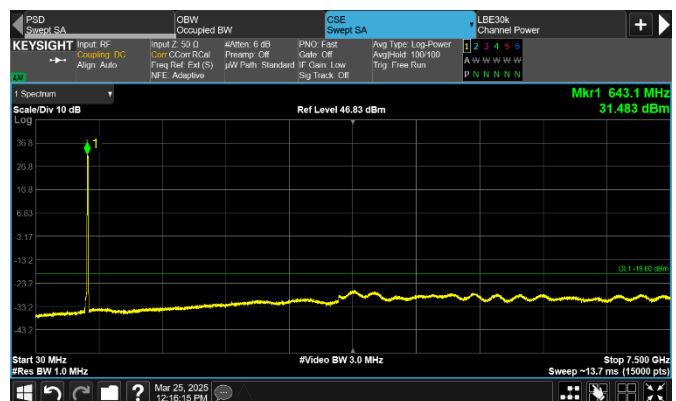 PSD
Swept SA
OBW
Occupied BW
CSE
Swept SA
LBE30k
Channel Power
KEYSIGHT
Input: RF
Coupling: DC
Align: Auto
Input Z: 50 Ω
Corr CCorr RCal
Freq Ref: Ext (S)
NFE: Adaptive
#Atten: 6 dB
Preamp: Off
µW Path: Standard
PNO: Fast
Gate: Off
IF Gain: Low
Sig Track: Off
Avg Type: Log-Power
Avg|Hold: 100/100
Trig: Free Run
1 2 3 4 5 6
A W W W W W
P N N N N N
LXI
1 Spectrum
Scale/Div 10 dB
Ref Level 46.83 dBm
Mkr1 643.1 MHz
31.483 dBm
Log
36.8
26.8
16.8
6.83
-3.17
-13.2
-23.2
-33.2
-43.2
1
DL1 -19.00 dBm
Start 30 MHz
#Video BW 3.0 MHz
Stop 7.500 GHz
#Res BW 1.0 MHz
Sweep ~13.7 ms (15000 pts)
?
Mar 25, 2025
12:16:15 PM